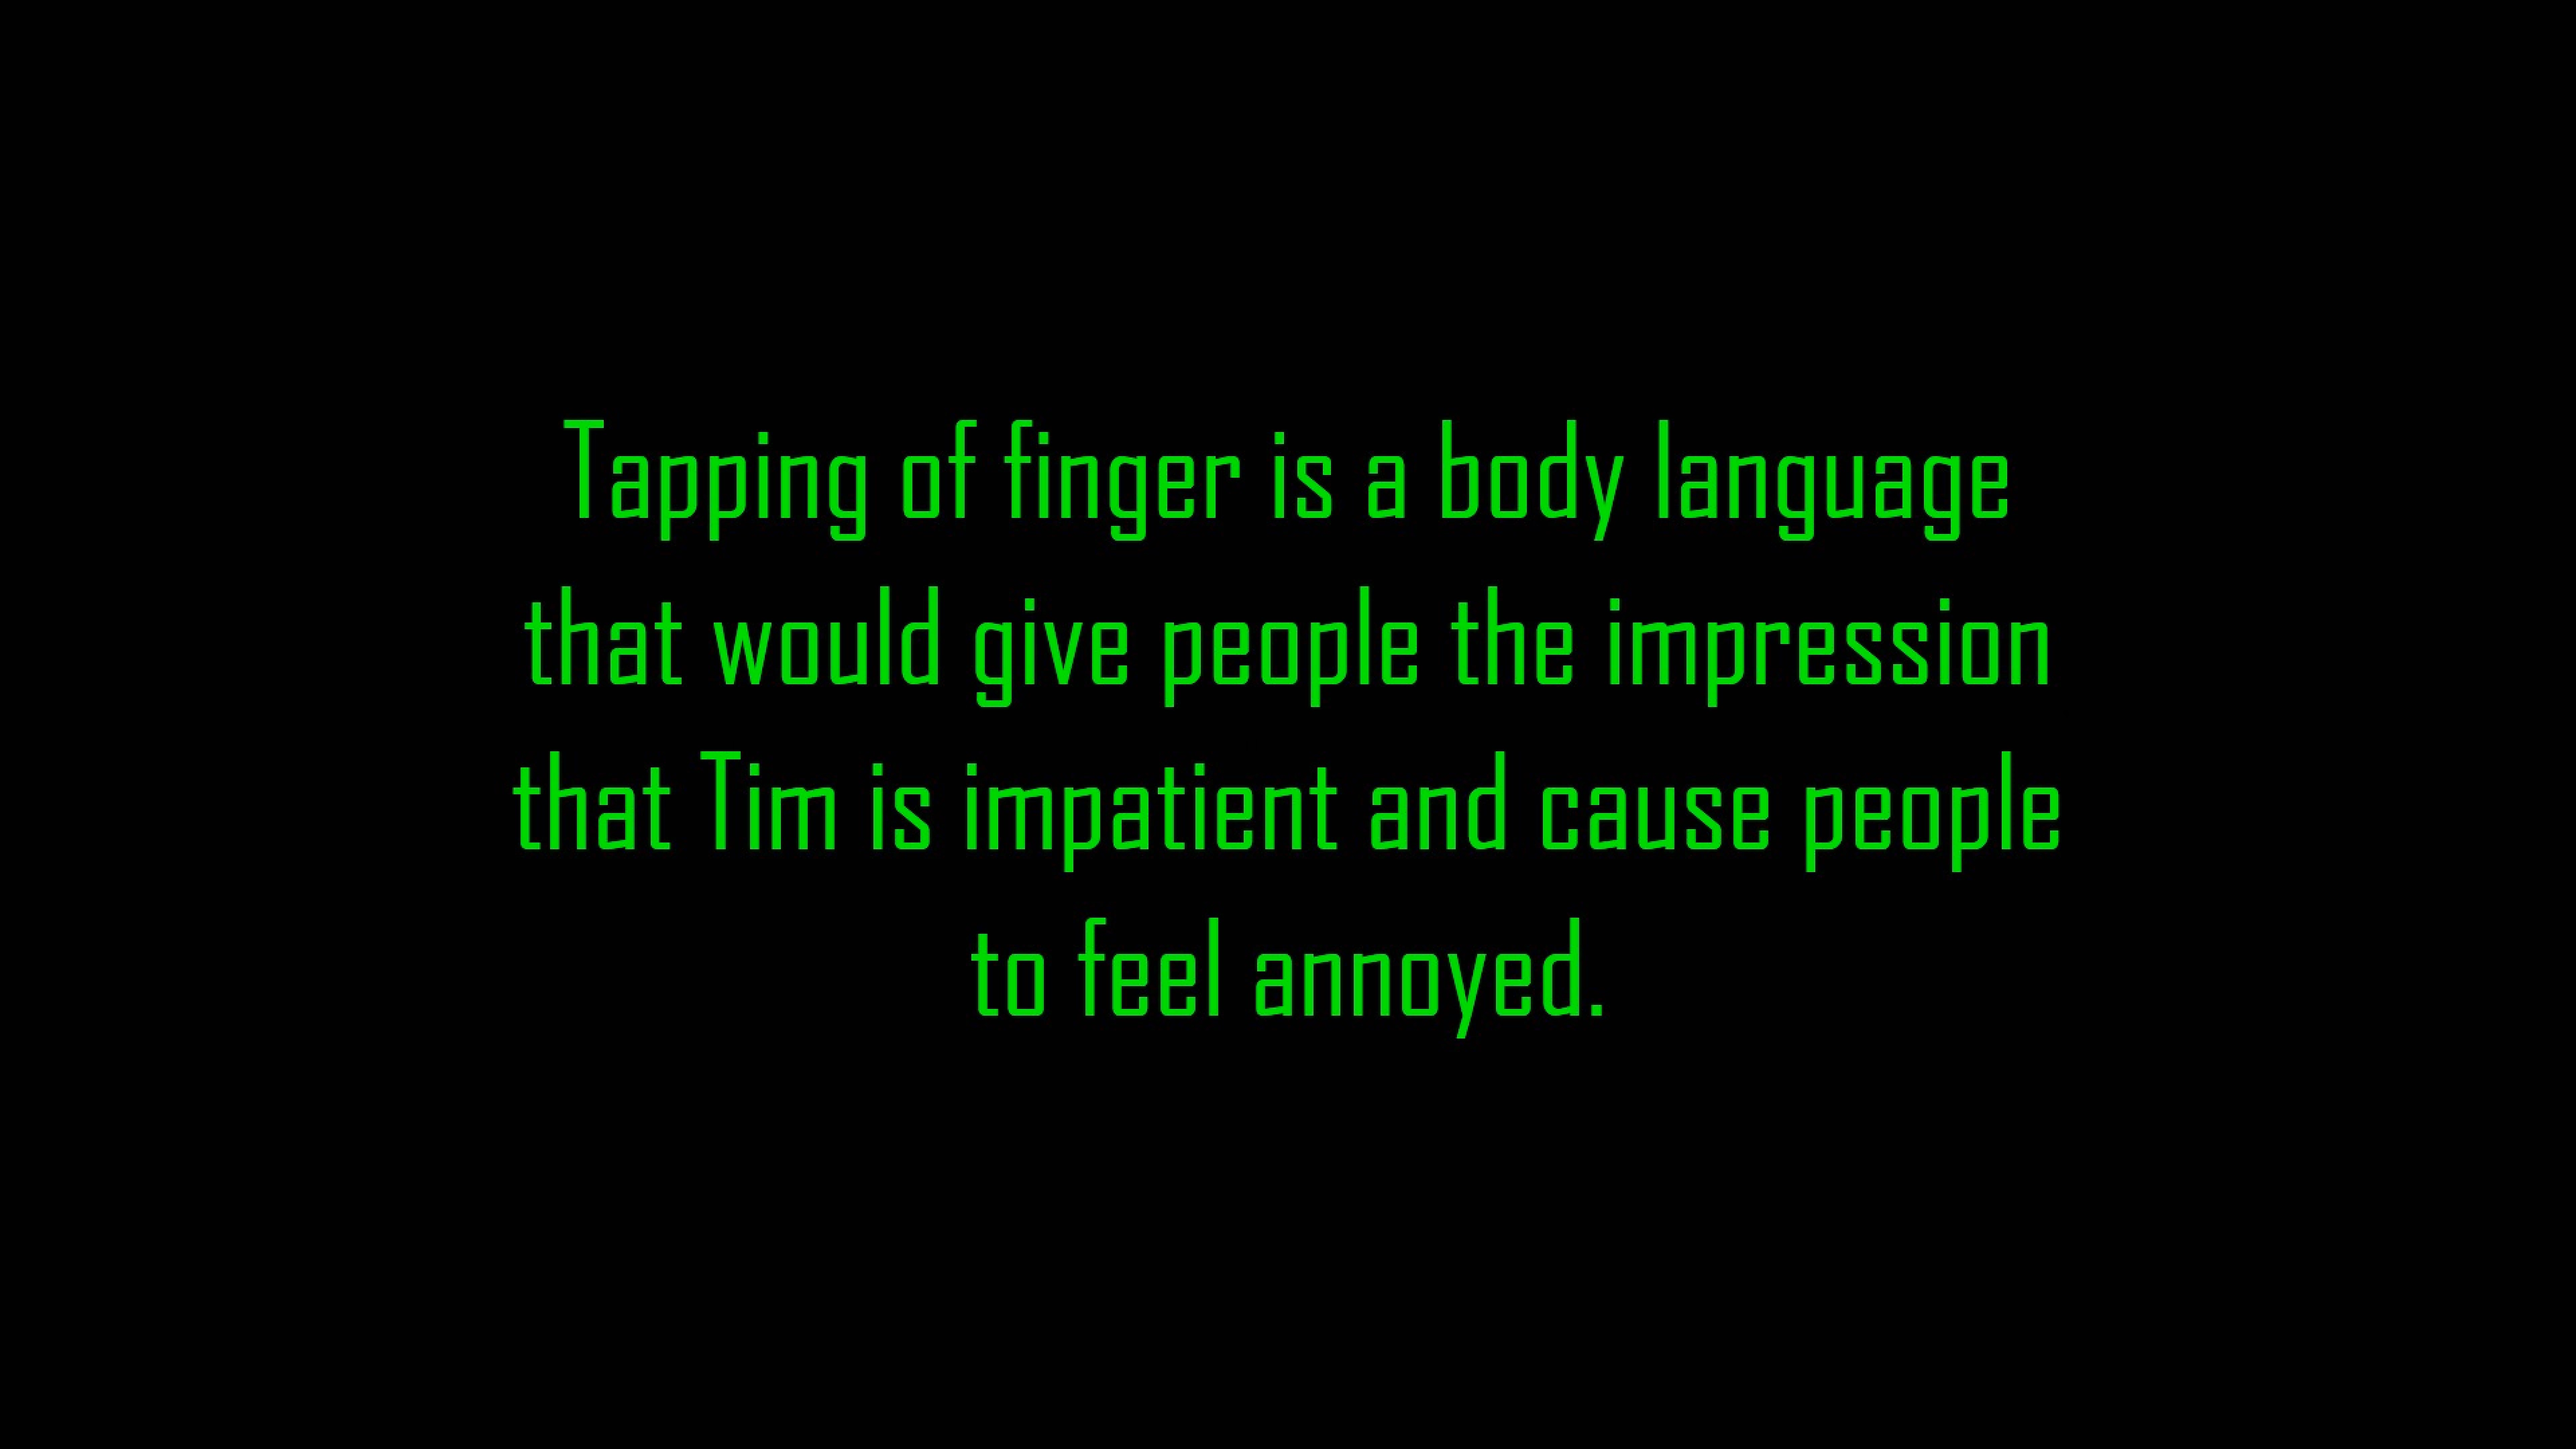 Tapping of finger is a body language
that would give people the impression
that Tim is impatient and cause people
to feel annoyed.